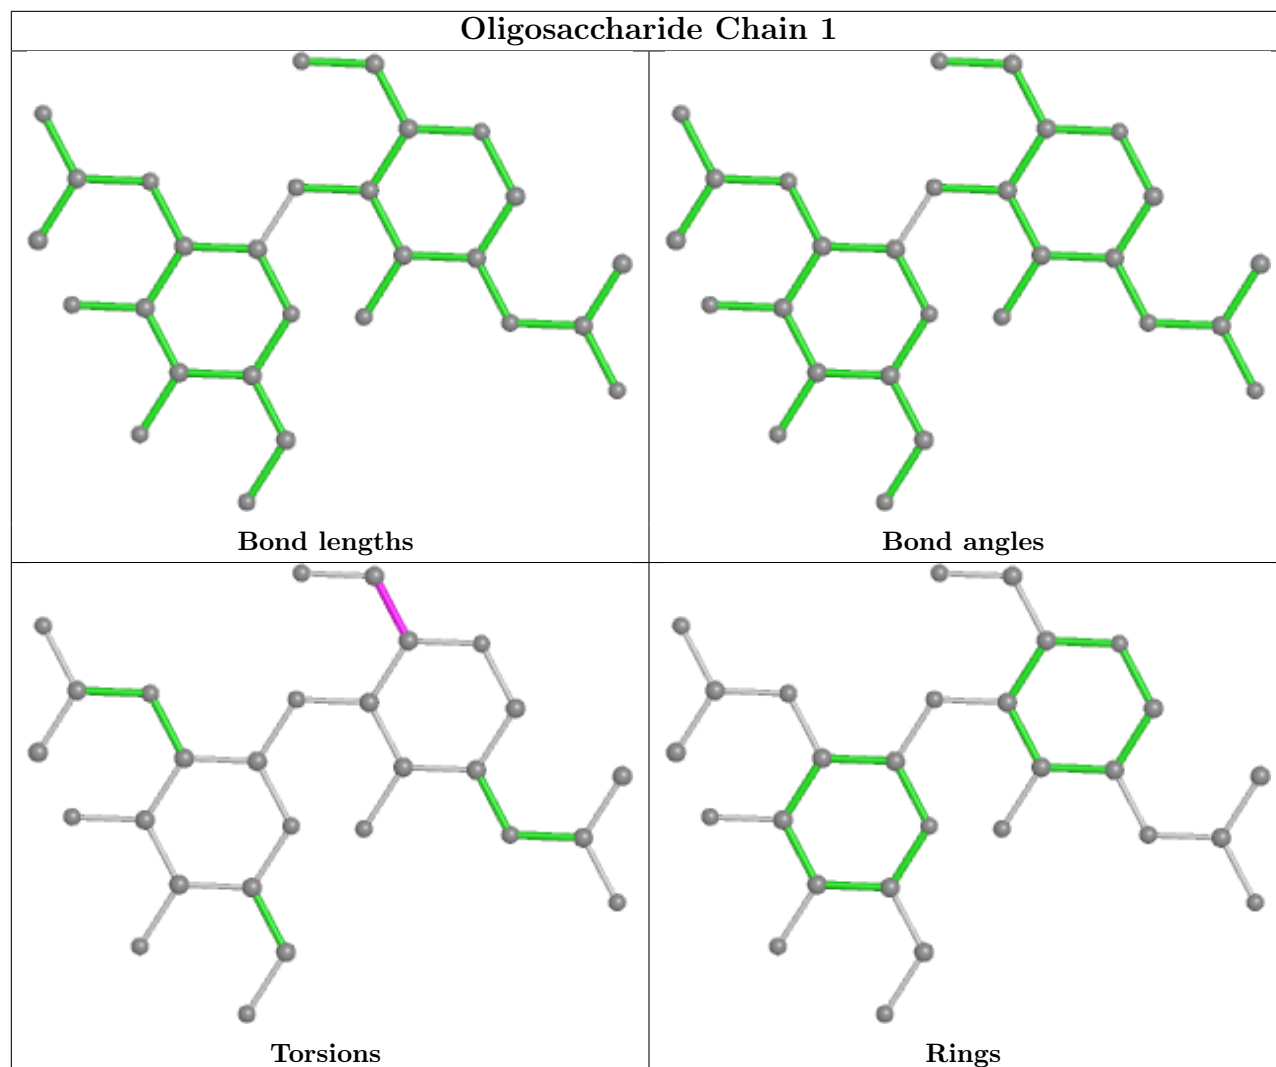 Oligosaccharide Chain 1
Bond lengths
Bond angles
Torsions
Rings